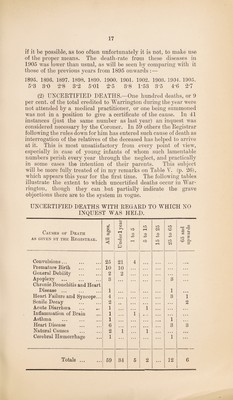 17
if it be possible, as too often unfortunately it is not, to make use
of the proper means. The death-rate from these diseases in
1905 was lower than usual, as will be seen by comparing with it
those of the previous years from 1895 onwards :—
1895. 1896. 1897. 1898. 1899. 1900. 1901. 1902. 1903. 1904. 1905.
5·3 3·0 2·8 3·2 5·01 2·5 3·8 1·53 3·5 4·6 2·7
(2) UNCERTIFIED DEATHS.—One hundred deaths, or 9
per cent. of the total credited to Warrington during the year were
not attended by a medical practitioner, or one being summoned
was not in a position to give a certificate of the cause. In 41
instances (just the same number as last year) an inquest was
considered necessary by the Coroner. In 59 others the Registrar
following the rules down for him has entered such cause of death as
interrogation of the relatives of the deceased has helped to arrive
at it. This is most unsatisfactory from every point of view,
especially in case of young infants of whom such lamentable
numbers perish every year through the neglect, and practically
in some cases the intention of their parents. This subject
will be more fully treated of in my remarks on Table V. (p. 26),
which appears this year for the first time. The following tables
illustrate the extent to which uncertified deaths occur in War-
rington, though they can but partially indicate the grave
objections there are to the system in vogue.
UNCERTIFIED DEATHS WITH REGARD TO WHICH NO
INQUEST WAS HELD.
Causes of Death as given by the Registrar. | All ages. | Under 1 year | 1 to 5 | 5 to 15 | 15 to 25 | 25 to 65 | 65 and upwards
Convulsions ... 25 21 4 ... ... ... ...
Premature Birth 10 10 ... ... ... ... ...
General Debility 2 2 ... ... ... ... ...
Apoplexy ... 3 ... ... ... ... 3 ...
Chronic Bronchitis and Heart
Disease ... 1 ... ... ... ... 1 ...
Heart Failure and Syncope... 4 ... ... ... ... 3 1
Senile Decay 2 ... ... ... ... ... 2
Acute Diarrhœa 1 ... ... 1 ... ... ...
Inflammation of Brain 1 ... 1 ... ... ... ...
Asthma ... 1 ... ... ... ... 1 ...
Heart Disease 6 ... ... ... ... 3 3
Natural Causes 2 1 ... 1 ... ... ...
Cerebral Hæmorrhage 1 ... ... ... ... 1 ...
Totals ... 59 34 5 2 ... 12 6